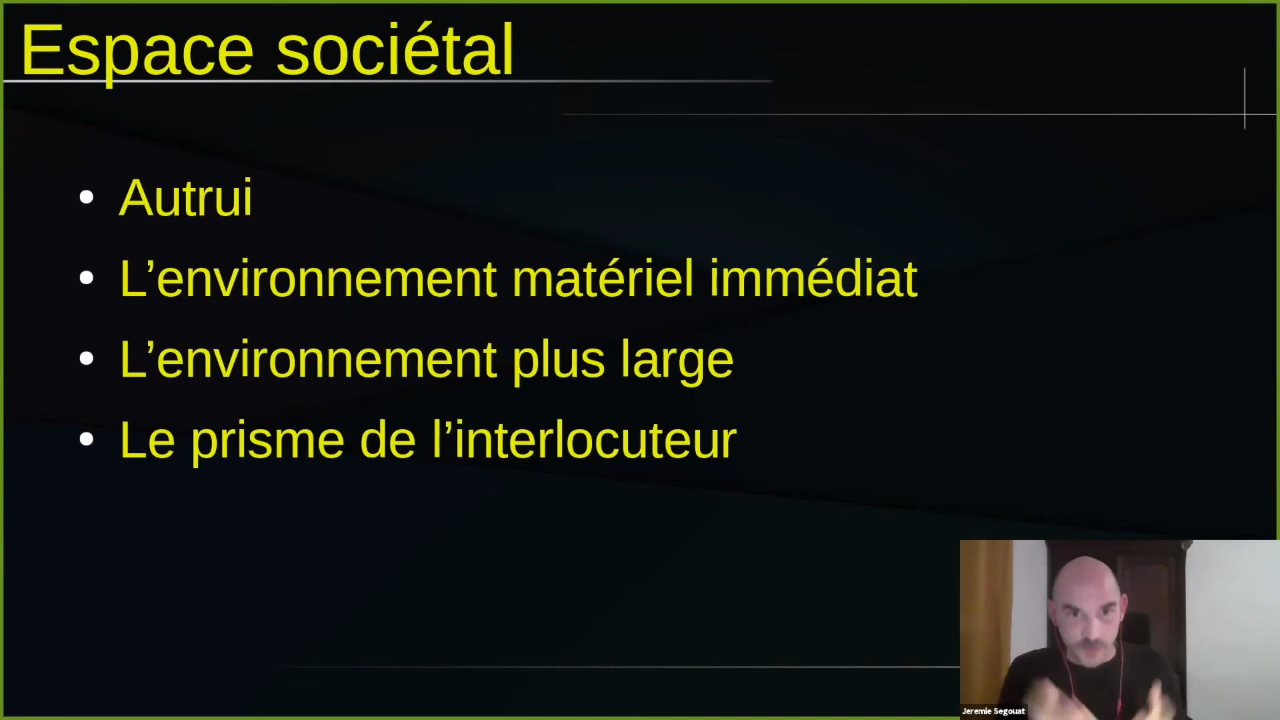 Espace sociétal
Autrui
L’environnement matériel immédiat
L’environnement plus large
Le prisme de l’interlocuteur
Jeremie Segouat